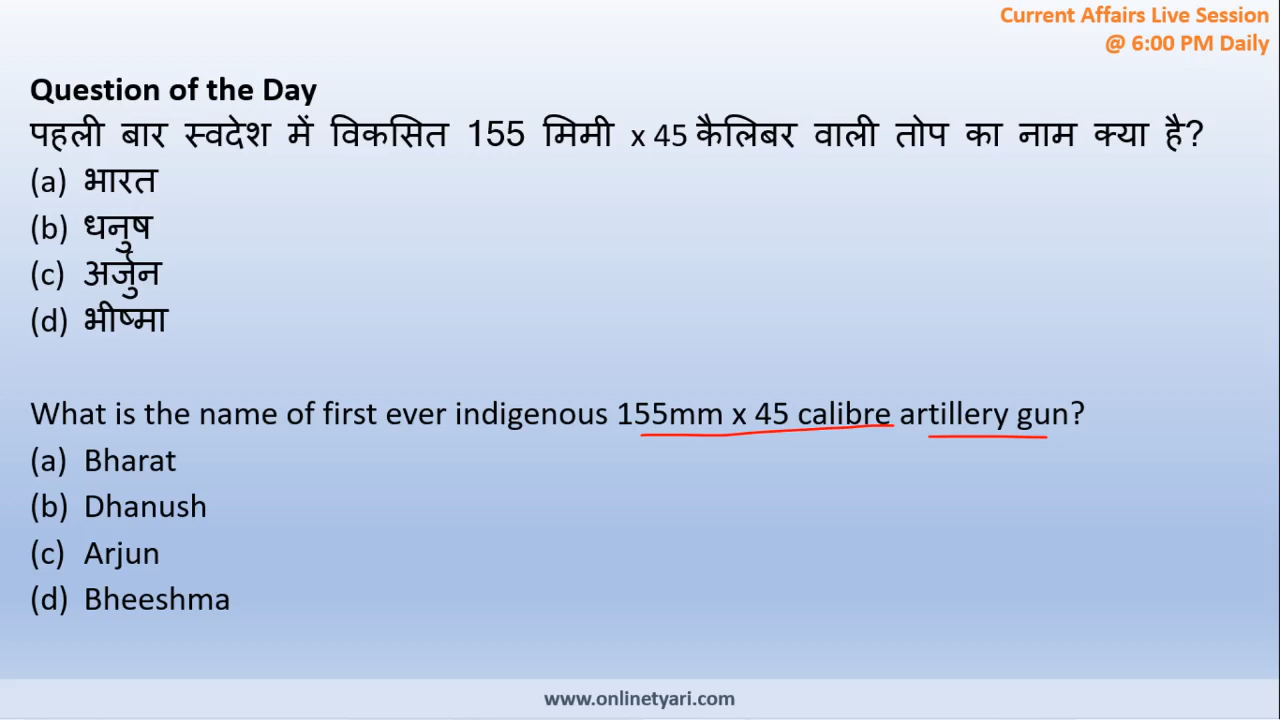 Current Affairs Live Session
@ 6:00 PM Daily
Question of the Day
पहली बार स्वदेश में विकसित 155 मिमी x 45 कैलिबर वाली तोप का नाम क्या है?
(a) भारत
(b) धनुष
(c) अर्जुन
(d) भीष्मा
What is the name of first ever indigenous 155mm x 45 calibre artillery gun?
(a) Bharat
(b) Dhanush
(c) Arjun
(d) Bheeshma
www.onlinetyari.com